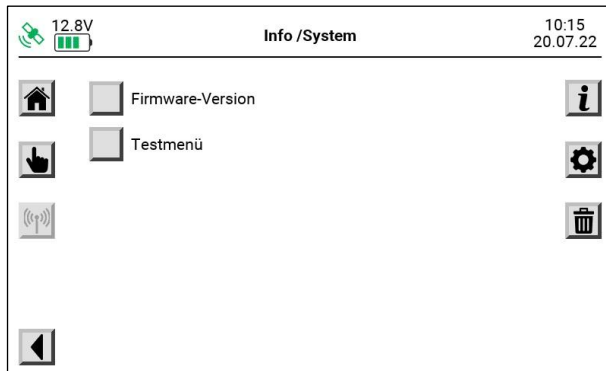 12.8V
Info /System
10:15
20.07.22
Firmware-Version
i
Testmenü